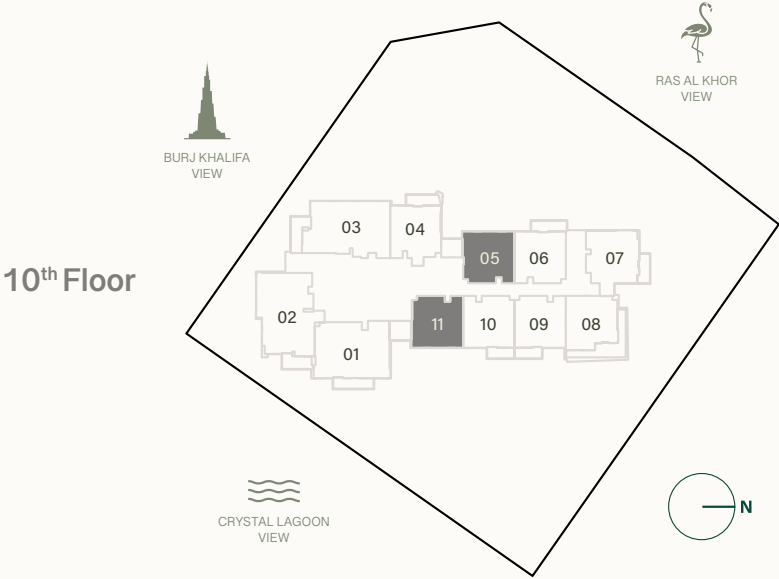 RAS AL KHOR
VIEW
BURJ KHALIFA
VIEW
10th Floor
03
04
05
06
07
02
01
11
10
09
08
CRYSTAL LAGOON
VIEW
N